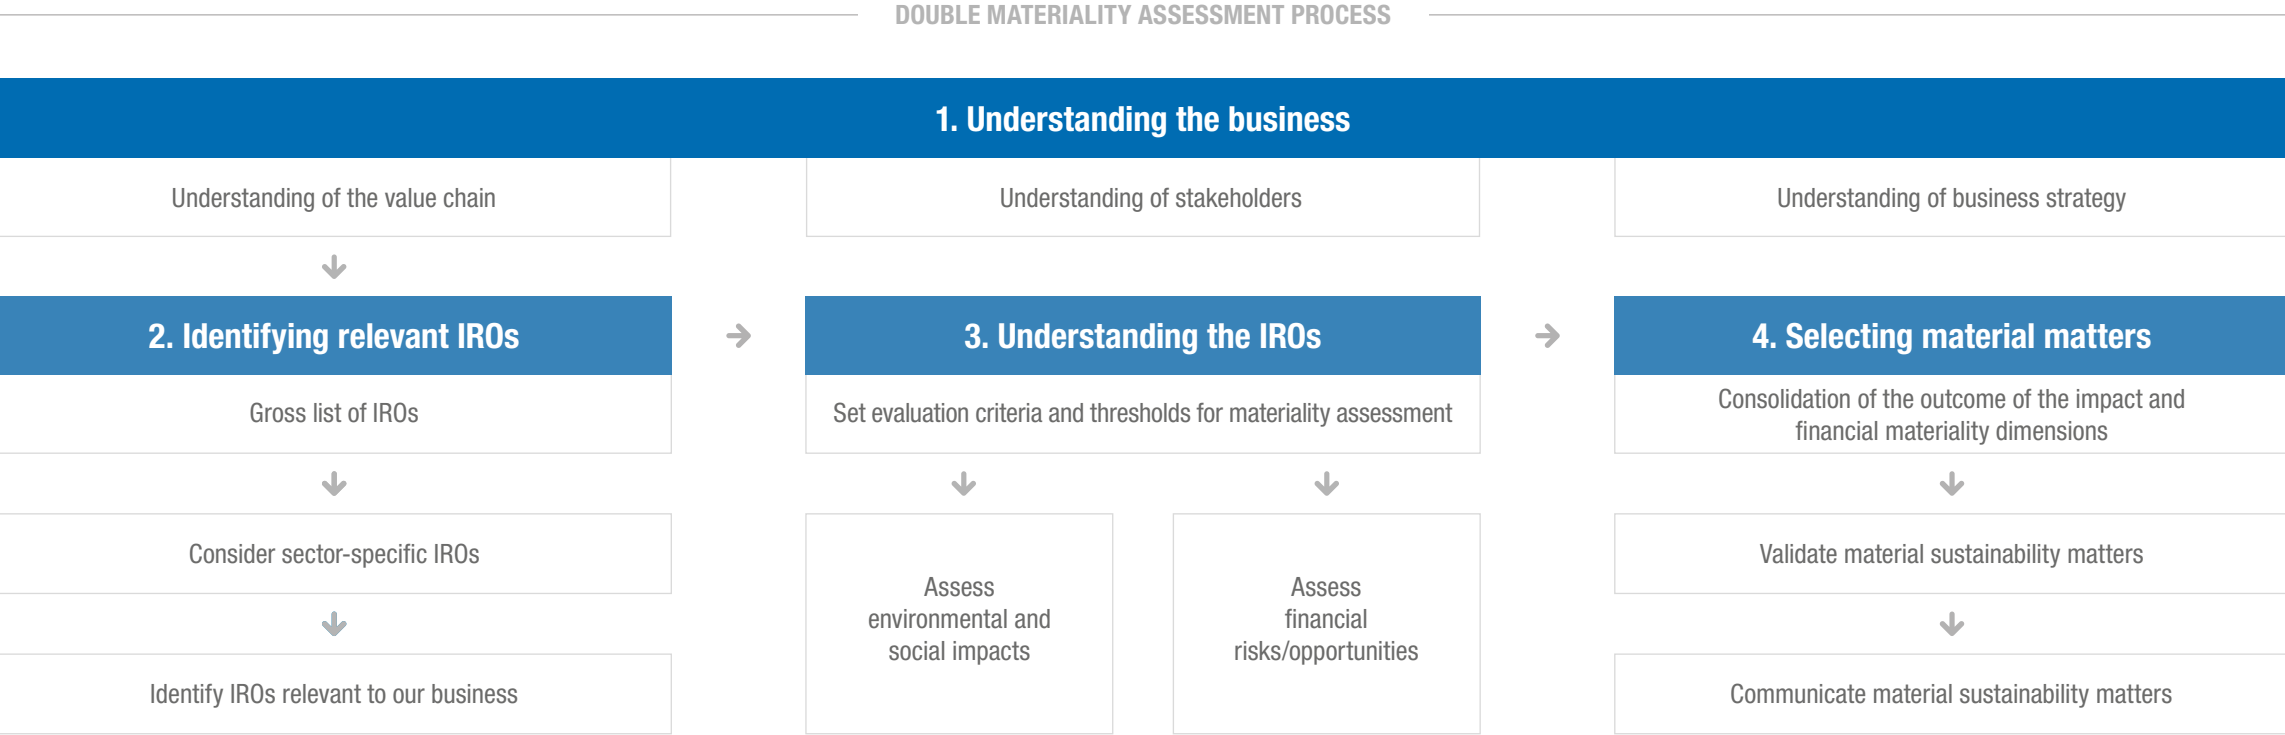 DOUBLE MATERIALITY ASSESSMENT PROCESS
1. Understanding the business
Understanding of the value chain
Understanding of stakeholders
Understanding of business strategy
2. Identifying relevant IROs
Gross list of IROs
Consider sector-specific IROs
Identify IROs relevant to our business
3. Understanding the IROs
Set evaluation criteria and thresholds for materiality assessment
Assess
environmental and
social impacts
Assess
financial
risks/opportunities
4. Selecting material matters
Consolidation of the outcome of the impact and
financial materiality dimensions
Validate material sustainability matters
Communicate material sustainability matters